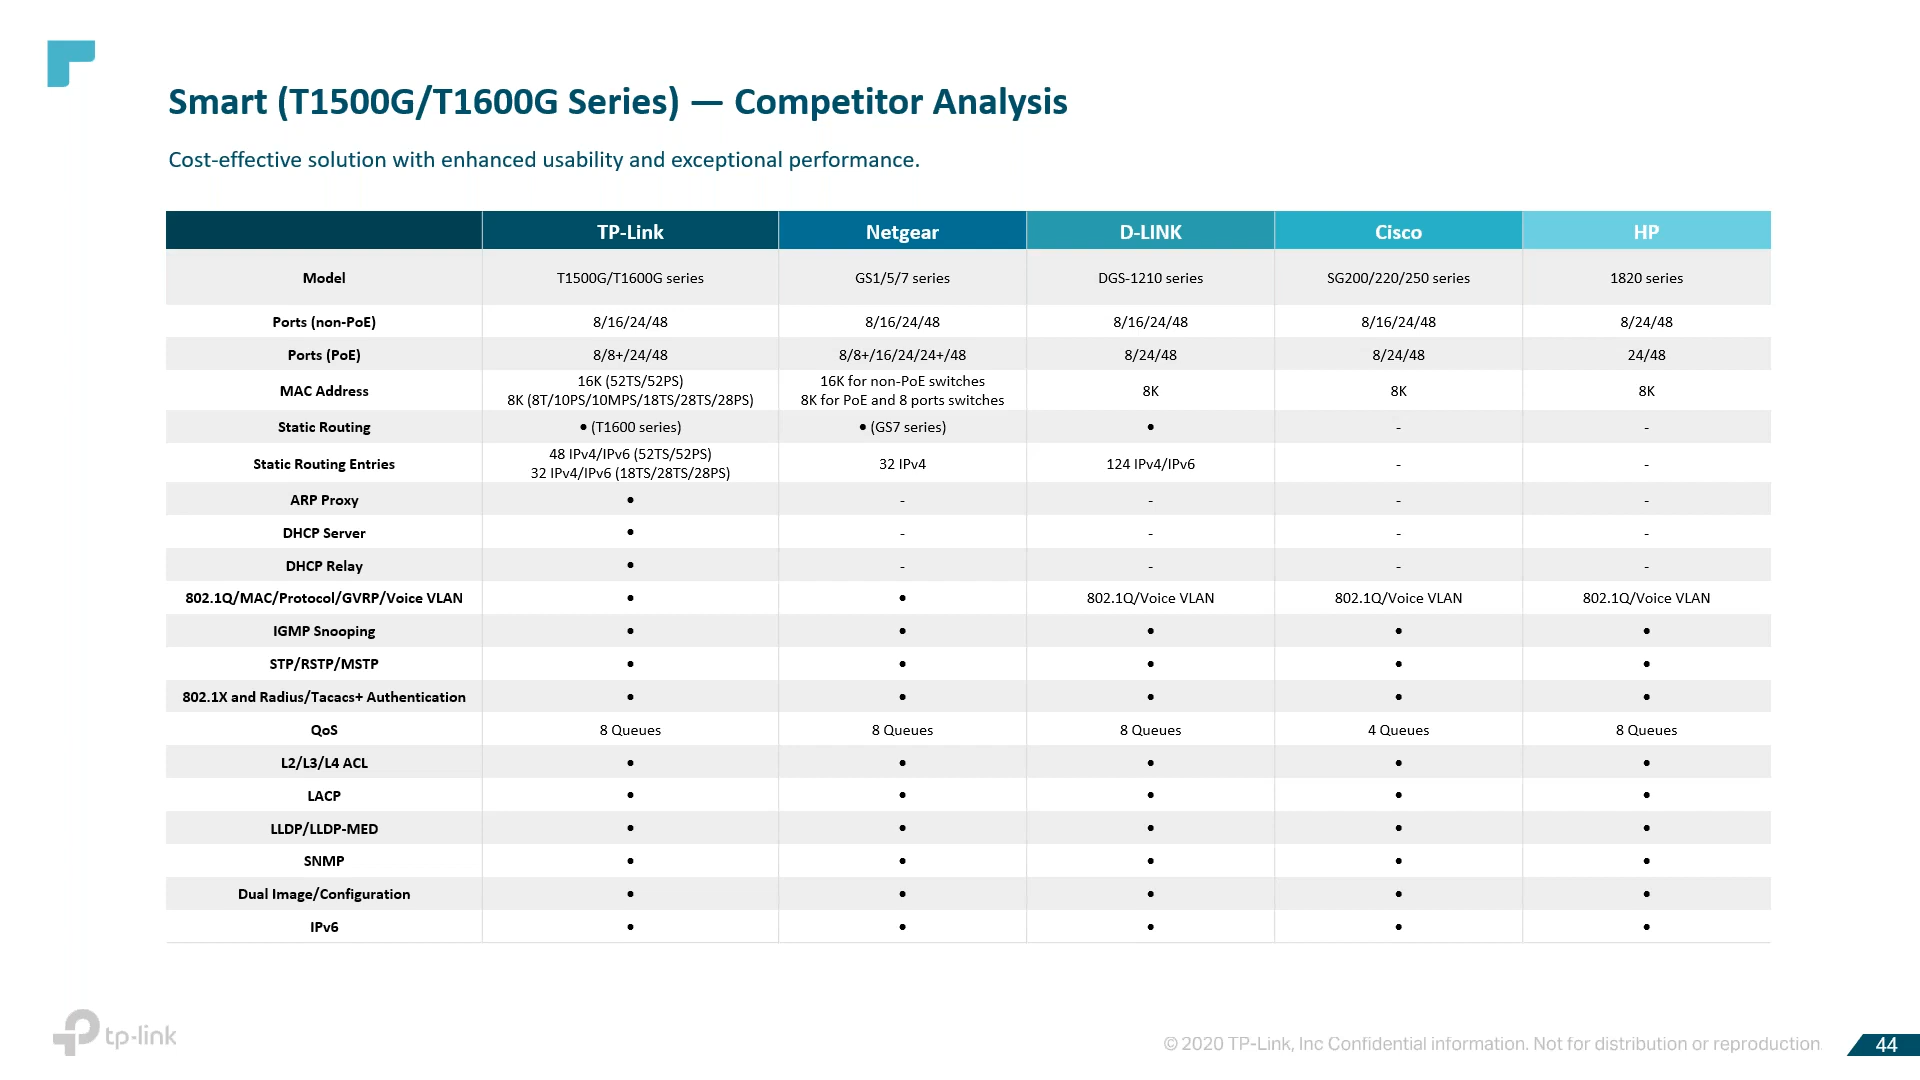 Smart (T1500G/T1600G Series) — Competitor Analysis
Cost-effective solution with enhanced usability and exceptional performance.
TP-Link Netgear D-LINK Cisco HP
Model T1500G/T1600G series GS1/5/7 series DGS-1210 series SG200/220/250 series 1820 series
Ports (non-PoE) 8/16/24/48 8/16/24/48 8/16/24/48 8/16/24/48 8/24/48
Ports (PoE) 8/8+/24/48 8/8+/16/24/24+/48 8/24/48 8/24/48 24/48
MAC Address 16K (52TS/52PS) 16K for non-PoE switches 8K 8K 8K
8K (8T/10PS/10MPS/18TS/28TS/28PS) 8K for PoE and 8 ports switches
Static Routing • (T1600 series) • (GS7 series) • - -
Static Routing Entries 48 IPv4/IPv6 (52TS/52PS) 32 IPv4 124 IPv4/IPv6 - -
32 IPv4/IPv6 (18TS/28TS/28PS)
ARP Proxy • - - - -
DHCP Server • - - - -
DHCP Relay • - - - -
802.1Q/MAC/Protocol/GVRP/Voice VLAN • • 802.1Q/Voice VLAN 802.1Q/Voice VLAN 802.1Q/Voice VLAN
IGMP Snooping • • • • •
STP/RSTP/MSTP • • • • •
802.1X and Radius/Tacacs+ Authentication • • • • •
QoS 8 Queues 8 Queues 8 Queues 4 Queues 8 Queues
L2/L3/L4 ACL • • • • •
LACP • • • • •
LLDP/LLDP-MED • • • • •
SNMP • • • • •
Dual Image/Configuration • • • • •
IPv6 • • • • •
tp-link
© 2020 TP-Link, Inc Confidential information. Not for distribution or reproduction.
44